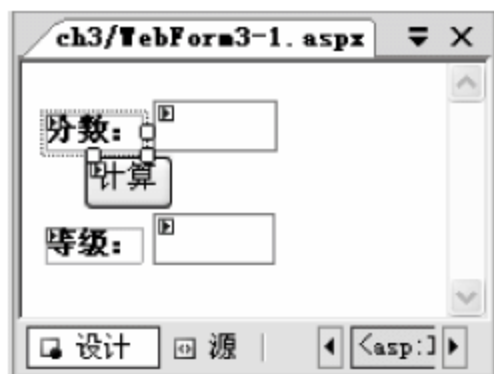 ch3/WebForm3-1.aspx
分数：
计算
等级：
设计 源 <asp: